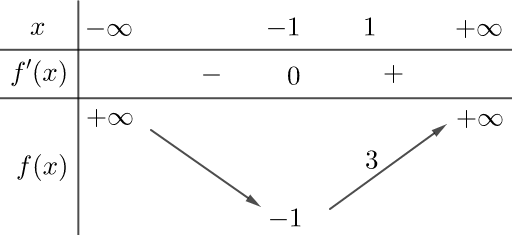 x −∞ −1 1 +∞
f′(x) − 0 +
+∞ +∞
3
f(x)
−1